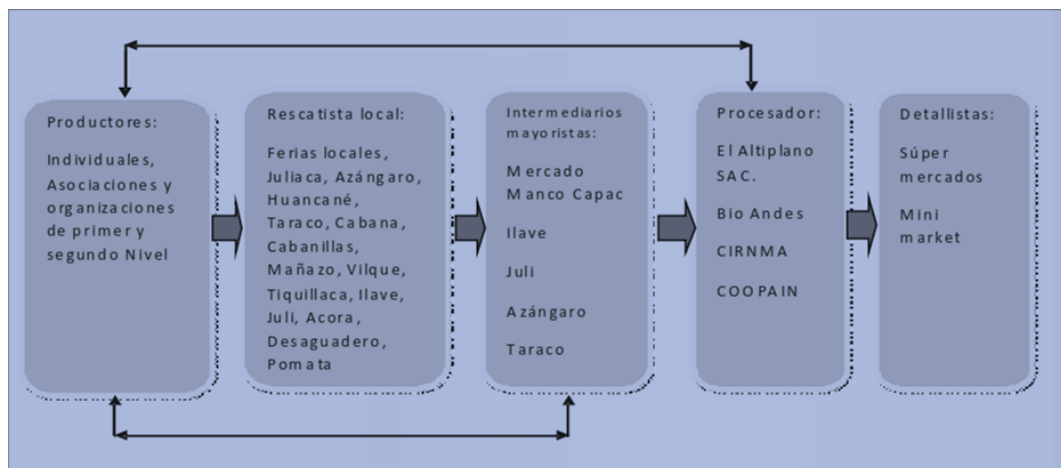 Productores:
Individuales,
Asociaciones y
organizaciones
de primer y
segundo Nivel
Rescatista local:
Ferias locales,
Juliaca, Azángaro,
Huancané,
Taraco, Cabana,
Cabanillas,
Mañazo, Vilque,
Tiquillaca, Ilave,
Juli, Acora,
Desaguadero,
Pomata
Intermediarios
mayoristas:
Mercado
Manco Capac
Ilave
Juli
Azángaro
Taraco
Procesador:
El Altiplano
SAC.
Bio Andes
CIRNMA
COOPAIN
Detallistas:
Súper
mercados
Mini
market